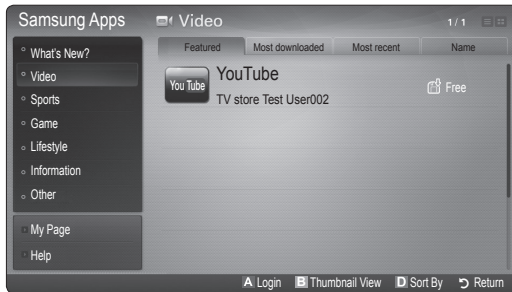 Samsung Apps
Video
1 / 1
What's New?
Video
Sports
Game
Lifestyle
Information
Other
My Page
Help
Featured
Most downloaded
Most recent
Name
You Tube
YouTube
TV store Test User002
Free
A Login
B Thumbnail View
D Sort By
Return